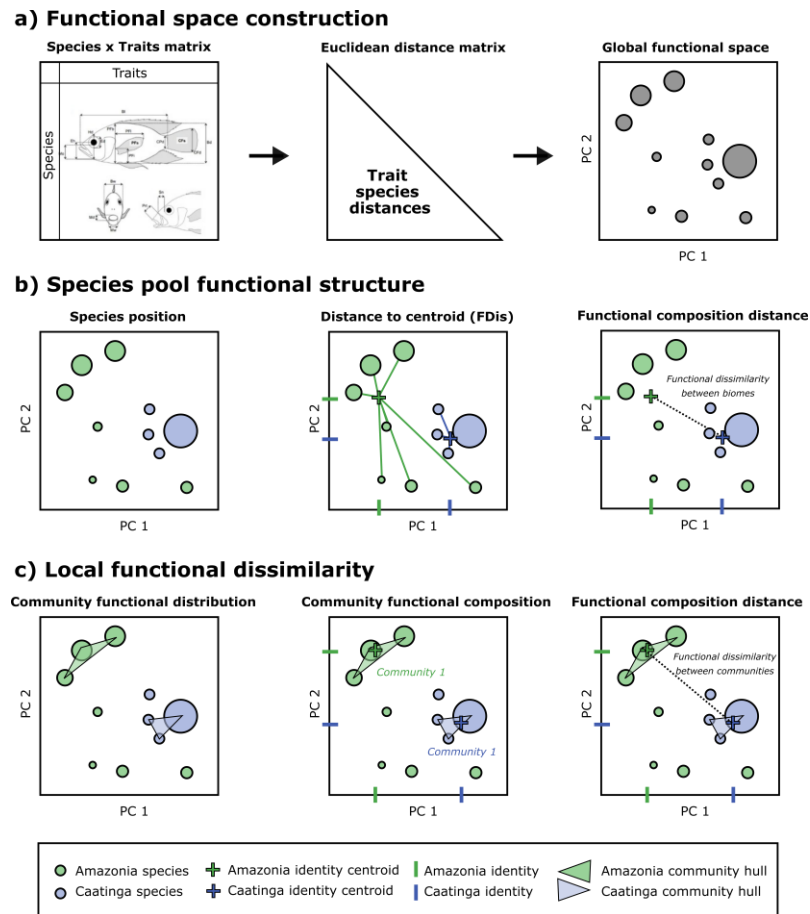 a) Functional space construction
Species x Traits matrix
Euclidean distance matrix
Global functional space
Traits
Species
Trait
species
distances
PC 2
PC 1
b) Species pool functional structure
Species position
Distance to centroid (FDis)
Functional composition distance
Functional dissimilarity
between biomes
PC 2
PC 2
PC 2
PC 1
PC 1
PC 1
c) Local functional dissimilarity
Community functional distribution
Community functional composition
Functional composition distance
Community 1
Functional dissimilarity
between communities
Community 1
PC 2
PC 2
PC 2
PC 1
PC 1
PC 1
Amazonia species
Amazonia identity centroid
Amazonia identity
Amazonia community hull
Caatinga species
Caatinga identity centroid
Caatinga identity
Caatinga community hull